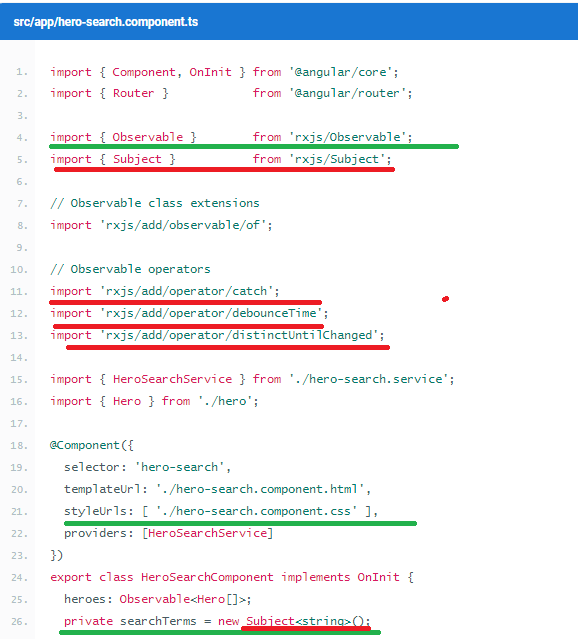 src/app/hero-search.component.ts
1. import { Component, OnInit } from '@angular/core';
2. import { Router }            from '@angular/router';
3.
4. import { Observable }        from 'rxjs/Observable';
5. import { Subject }           from 'rxjs/Subject';
6.
7. // Observable class extensions
8. import 'rxjs/add/observable/of';
9.
10. // Observable operators
11. import 'rxjs/add/operator/catch';
12. import 'rxjs/add/operator/debounceTime';
13. import 'rxjs/add/operator/distinctUntilChanged';
14.
15. import { HeroSearchService } from './hero-search.service';
16. import { Hero } from './hero';
17.
18. @Component({
19.   selector: 'hero-search',
20.   templateUrl: './hero-search.component.html',
21.   styleUrls: [ './hero-search.component.css' ],
22.   providers: [HeroSearchService]
23. })
24. export class HeroSearchComponent implements OnInit {
25.   heroes: Observable<Hero[]>;
26.   private searchTerms = new Subject<string>();